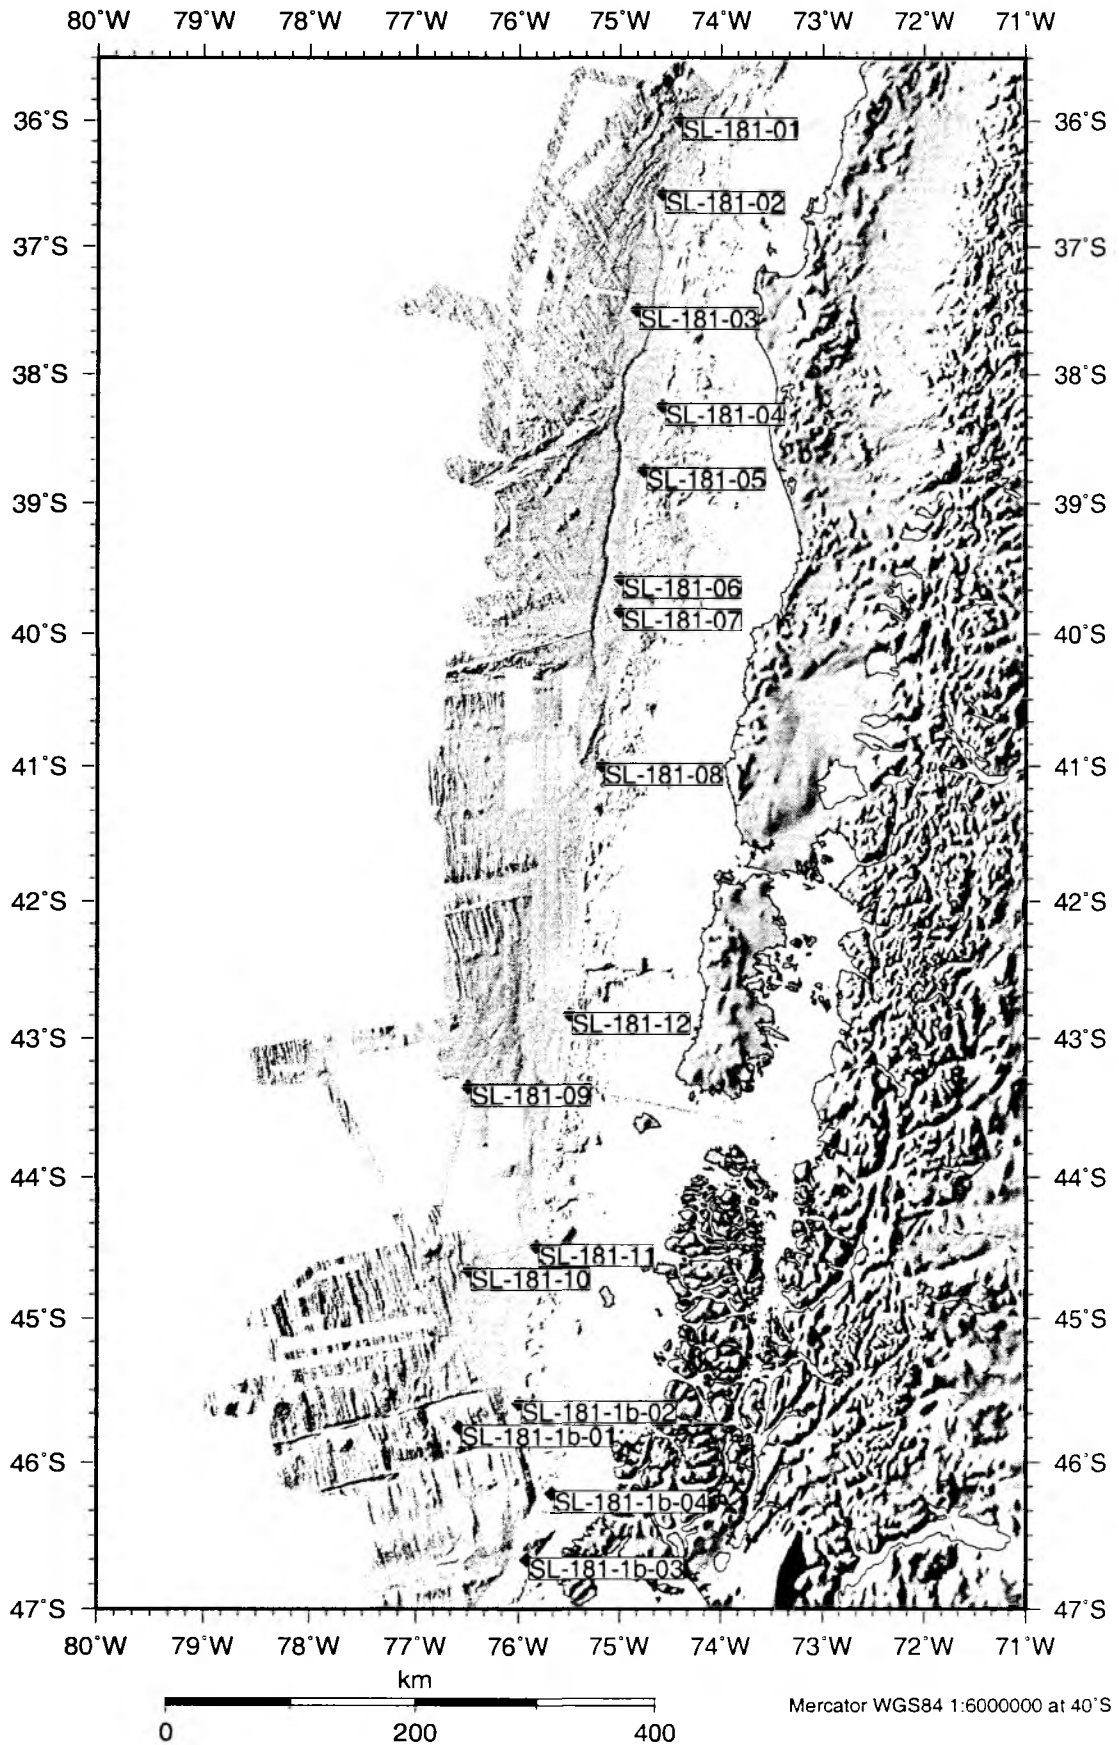 80˚W 79˚W 78˚W 77˚W 76˚W 75˚W 74˚W 73˚W 72˚W 71˚W
36˚S 36˚S
SL-181-01
SL-181-02
37˚S 37˚S
SL-181-03
38˚S 38˚S
SL-181-04
SL-181-05
39˚S 39˚S
SL-181-06
SL-181-07
40˚S 40˚S
41˚S 41˚S
SL-181-08
42˚S 42˚S
SL-181-12
43˚S 43˚S
SL-181-09
44˚S 44˚S
SL-181-11
SL-181-10
45˚S 45˚S
SL-181-1b-02
SL-181-1b-01
46˚S 46˚S
SL-181-1b-04
SL-181-1b-03
47˚S 47˚S
80˚W 79˚W 78˚W 77˚W 76˚W 75˚W 74˚W 73˚W 72˚W 71˚W
km
Mercator WGS84 1:6000000 at 40˚S
0 200 400